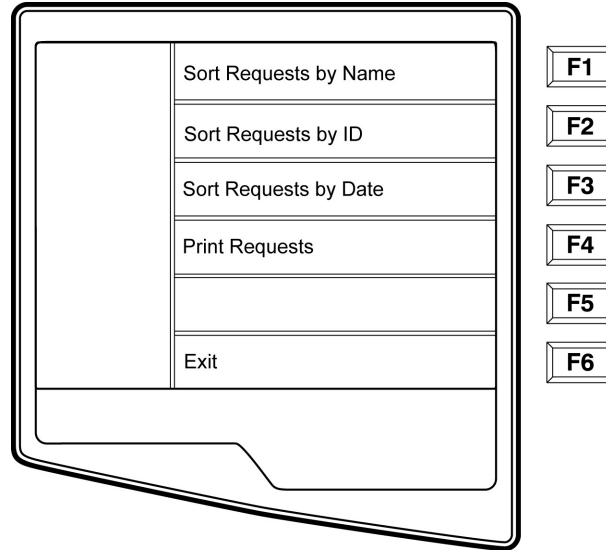 Sort Requests by Name
F1
Sort Requests by ID
F2
Sort Requests by Date
F3
Print Requests
F4
F5
Exit
F6